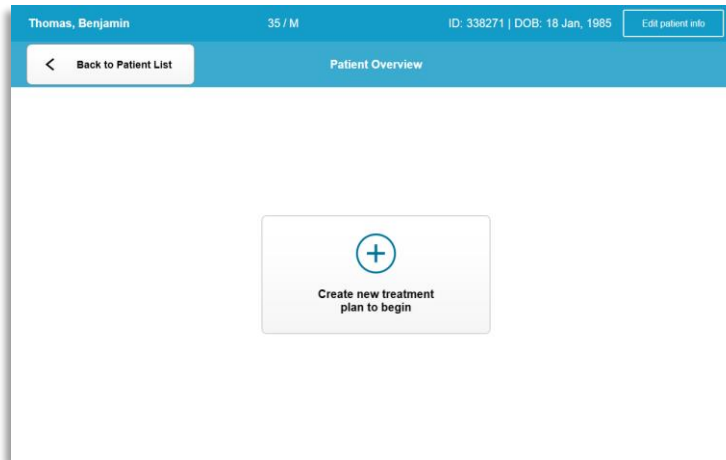 Thomas, Benjamin 35 / M ID: 338271 | DOB: 18 Jan, 1985 Edit patient info
Back to Patient List Patient Overview
Create new treatment
plan to begin